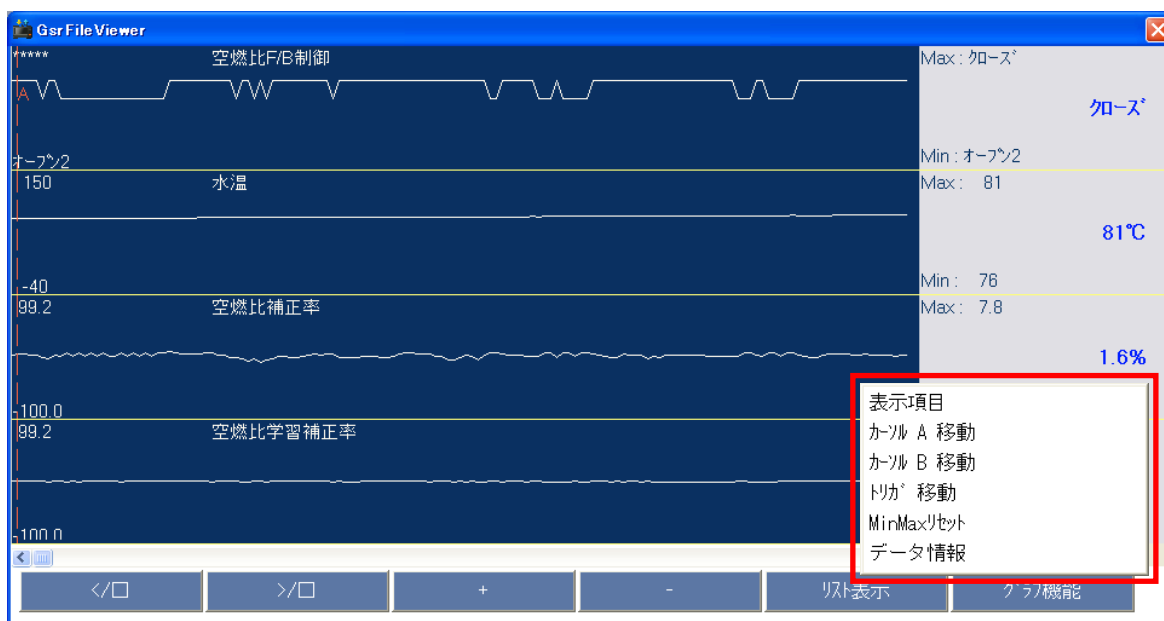 GsrFileViewer
*****
空燃比F/B制御
Max : ｸﾛｰｽﾞ
A
ｸﾛｰｽﾞ
ｵｰﾌﾟﾝ2
Min : ｵｰﾌﾟﾝ2
150
水温
Max : 81
81℃
-40
Min : 76
99.2
空燃比補正率
Max : 7.8
1.6%
-100.0
99.2
空燃比学習補正率
-100.0
表示項目
ｶｰｿﾙ A 移動
ｶｰｿﾙ B 移動
ﾄﾘｶﾞ 移動
MinMaxﾘｾｯﾄ
データ情報
</□
>/□
+
-
ﾘｽﾄ表示
ｸﾞﾗﾌ機能